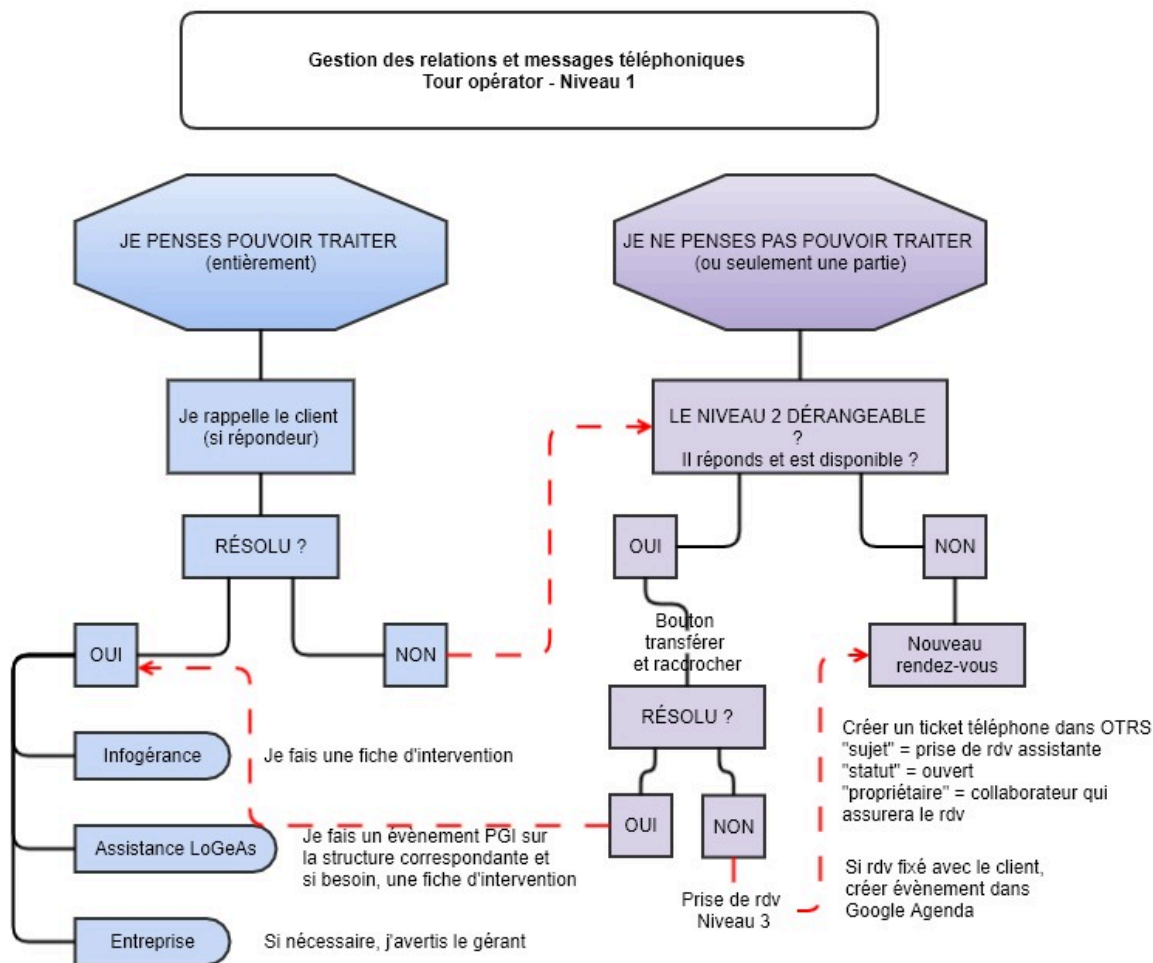 Gestion des relations et messages téléphoniques
Tour opérator - Niveau 1
JE PENSES POUVOIR TRAITER
(entièrement)
JE NE PENSES PAS POUVOIR TRAITER
(ou seulement une partie)
Je rappelle le client
(si répondeur)
LE NIVEAU 2 DÉRANGEABLE
?
Il réponds et est disponible ?
RÉSOLU ?
OUI
NON
OUI
NON
Bouton
transférer
et raccrocher
Nouveau
rendez-vous
RÉSOLU ?
OUI
NON
Infogérance
Je fais une fiche d'intervention
Assistance LoGeAs
Je fais un évènement PGI sur
la structure correspondante et
si besoin, une fiche d'intervention
Entreprise
Si nécessaire, j'avertis le gérant
Prise de rdv
Niveau 3
Créer un ticket téléphone dans OTRS
"sujet" = prise de rdv assistante
"statut" = ouvert
"propriétaire" = collaborateur qui
assurera le rdv
Si rdv fixé avec le client,
créer évènement dans
Google Agenda